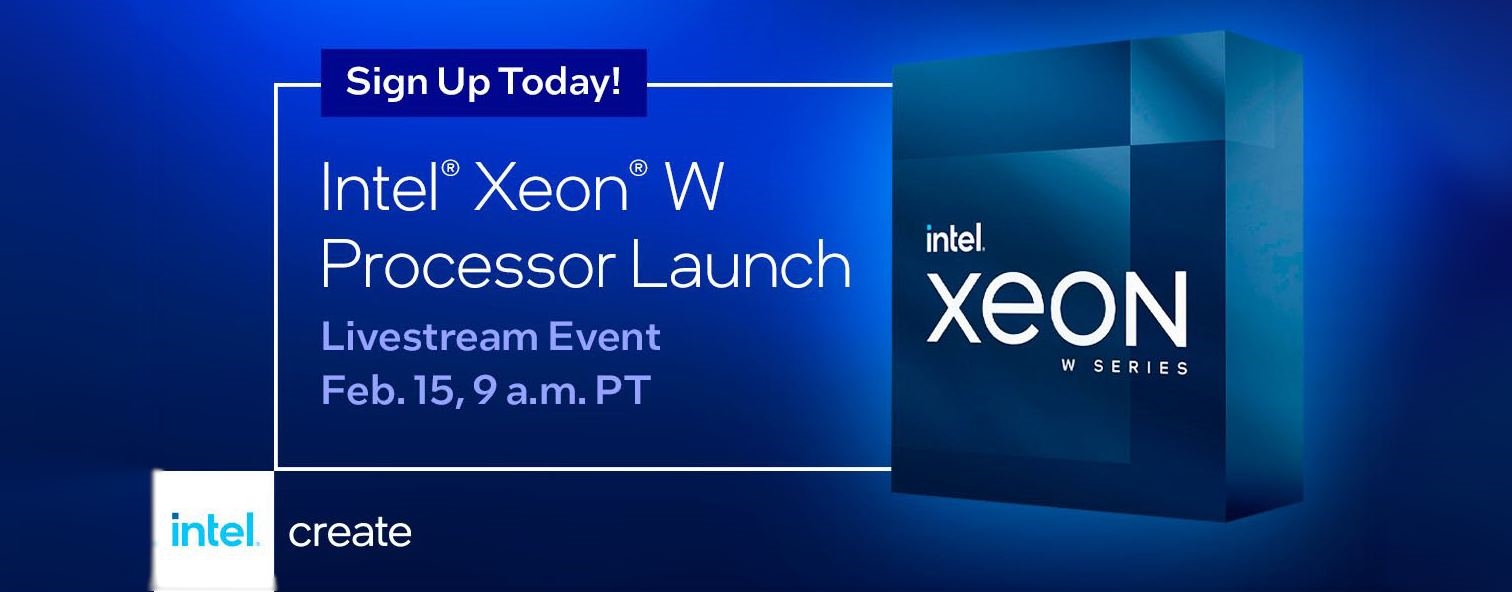 Sign Up Today!
Intel® Xeon® W
Processor Launch
Livestream Event
Feb. 15, 9 a.m. PT
intel.
xeon
W SERIES
intel. create